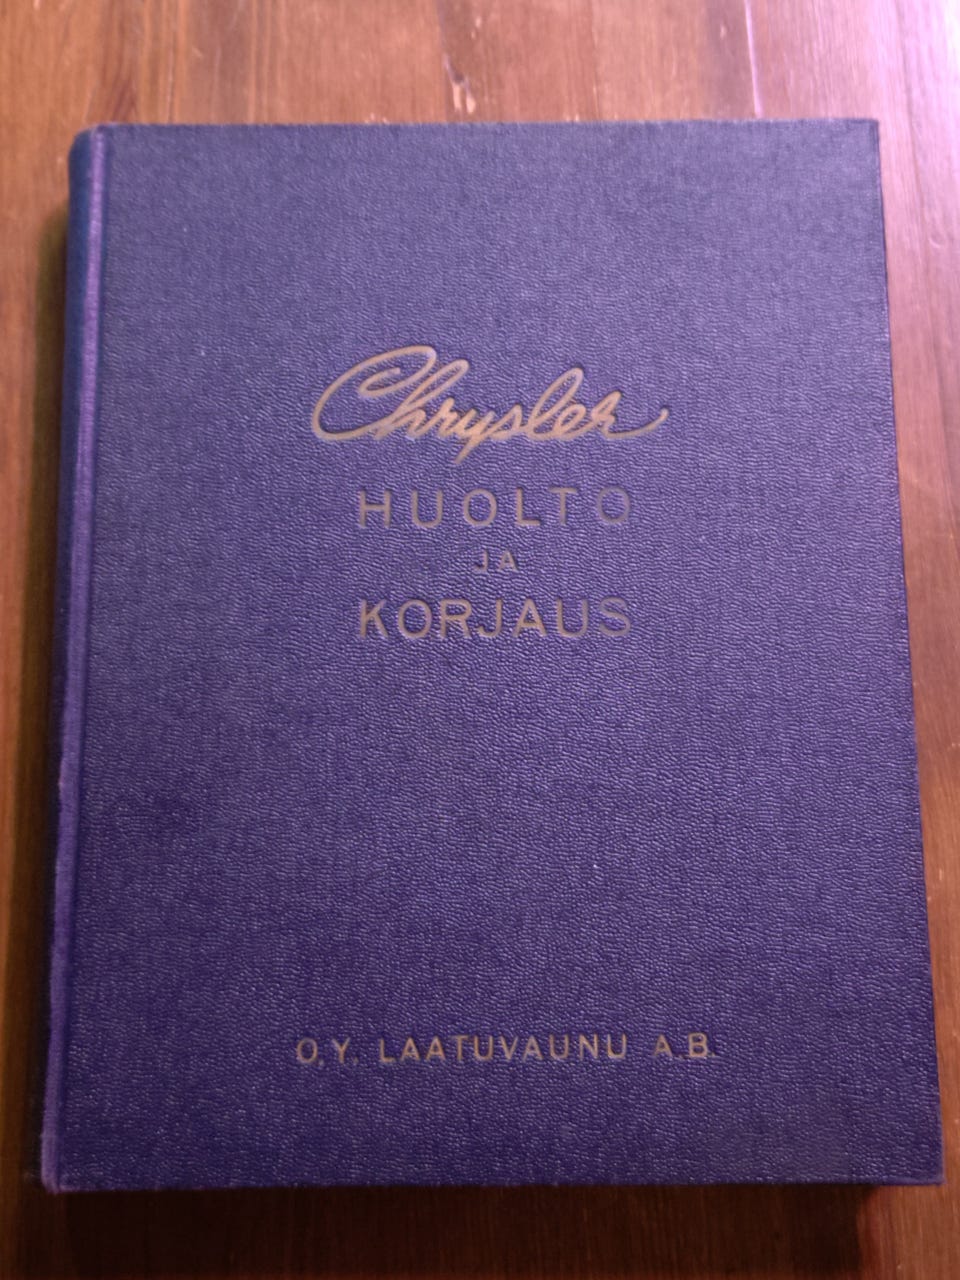 Chrysler
HUOLTO
JA
KORJAUS
O.Y. LAATUVAUNU A.B.